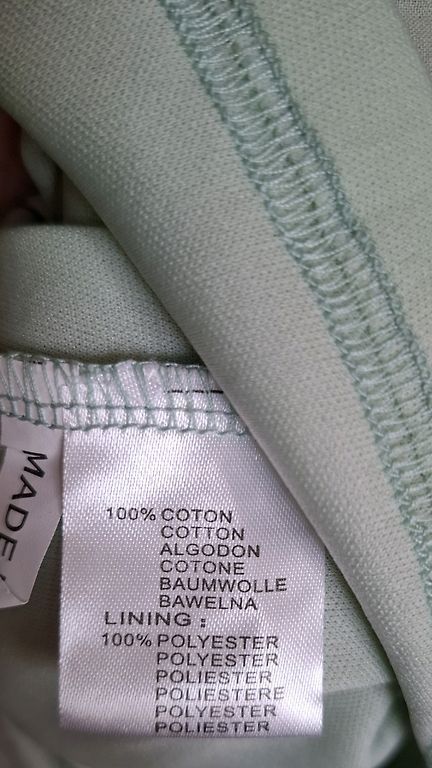 MADE
100% COTON
COTTON
ALGODON
COTONE
BAUMWOLLE
BAWELNA
LINING :
100% POLYESTER
POLYESTER
POLIESTER
POLIESTERE
POLYESTER
POLIESTER